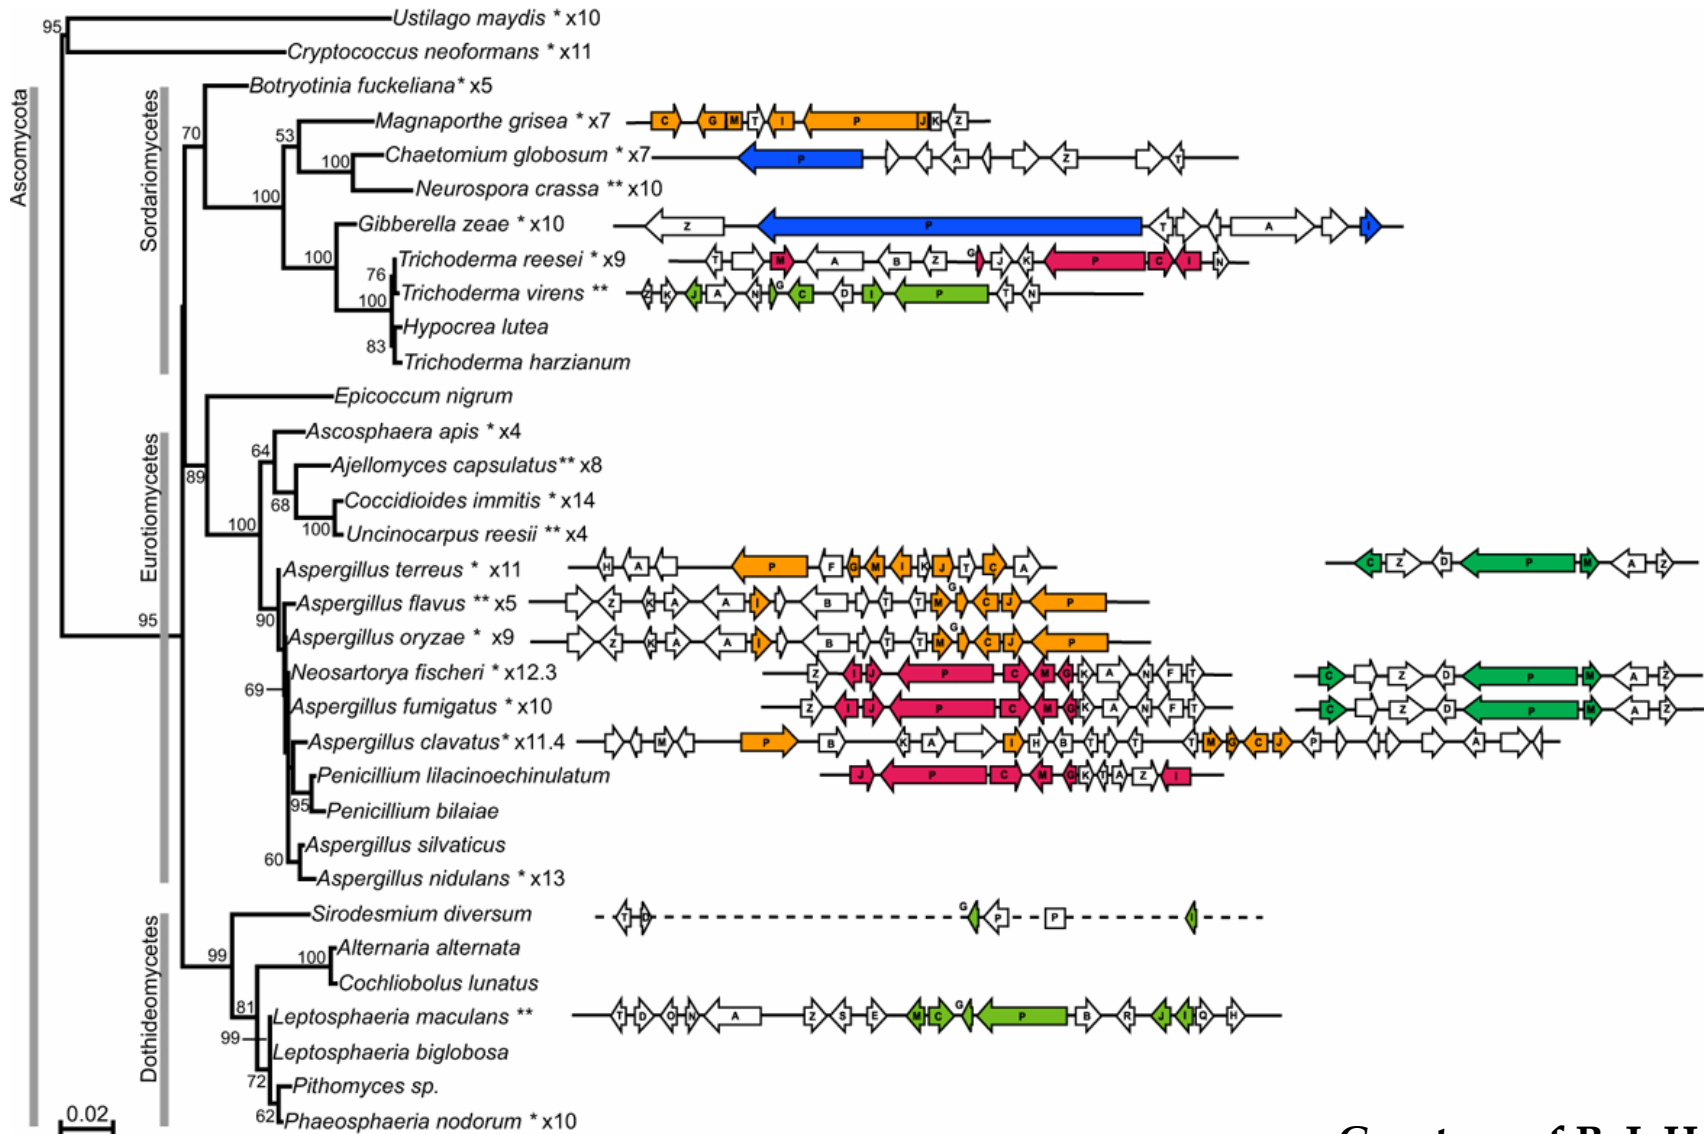 95
Ustilago maydis * x10
Cryptococcus neoformans * x11
Ascomycota
Sordariomycetes
Botryotinia fuckeliana* x5
70
53
Magnaporthe grisea * x7
C G M T I P J K Z
100
Chaetomium globosum * x7
P A Z T
Neurospora crassa ** x10
100
Gibberella zeae * x10
Z P T A I
100
Trichoderma reesei * x9
T M A B Z G J K P C I N
76
Trichoderma virens **
Z K J A N G C D I P T N
100
Hypocrea lutea
83
Trichoderma harzianum
Epicoccum nigrum
Eurotiomycetes
Ascosphaera apis * x4
64
Ajellomyces capsulatus** x8
89
68
Coccidioides immitis * x14
100
100
Uncinocarpus reesii ** x4
Aspergillus terreus * x11
H A P F G M I K J T C A
C Z D P M A Z
Aspergillus flavus ** x5
Z K A A I B T T M G C J P
90
95
Aspergillus oryzae * x9
Z K A A I B T T M G C J P
Neosartorya fischeri * x12.3
Z I J P C M G K A N F T
C Z D P M A Z
69
Aspergillus fumigatus * x10
Z I J P C M G K A N F T
C Z D P M A Z
Aspergillus clavatus* x11.4
M P B K A I H B T T T M G C J P A
Penicillium lilacinoechinulatum
J P C M G K T A Z I
95
Penicillium bilaiae
Aspergillus silvaticus
60
Aspergillus nidulans * x13
Dothideomycetes
Sirodesmium diversum
T D G P P I
99
100
Alternaria alternata
Cochliobolus lunatus
81
Leptosphaeria maculans **
T D O N A Z S E M C G P B R J I Q H
99
Leptosphaeria biglobosa
72
Pithomyces sp.
62
Phaeosphaeria nodorum * x10
0.02